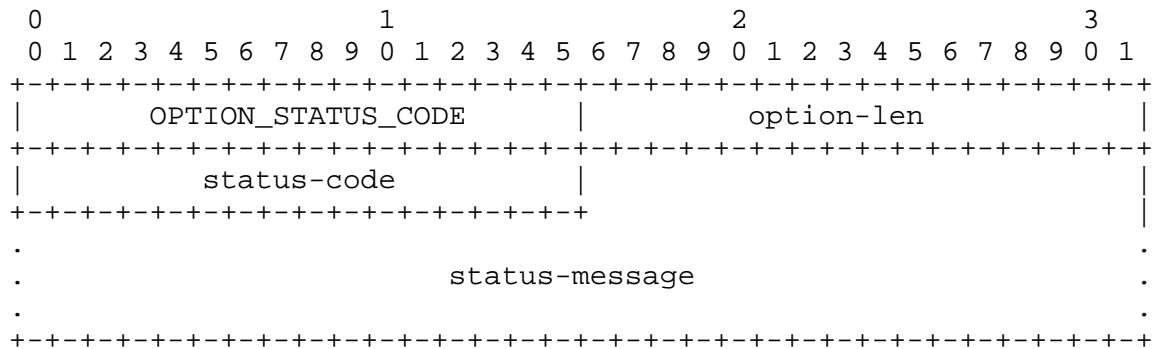 0                   1                   2                   3
 0 1 2 3 4 5 6 7 8 9 0 1 2 3 4 5 6 7 8 9 0 1 2 3 4 5 6 7 8 9 0 1
+-+-+-+-+-+-+-+-+-+-+-+-+-+-+-+-+-+-+-+-+-+-+-+-+-+-+-+-+-+-+-+-+
|       OPTION_STATUS_CODE      |         option-len            |
+-+-+-+-+-+-+-+-+-+-+-+-+-+-+-+-+-+-+-+-+-+-+-+-+-+-+-+-+-+-+-+-+
|          status-code          |                               |
+-+-+-+-+-+-+-+-+-+-+-+-+-+-+-+-+                               |
.                                                               .
.                        status-message                         .
.                                                               .
+-+-+-+-+-+-+-+-+-+-+-+-+-+-+-+-+-+-+-+-+-+-+-+-+-+-+-+-+-+-+-+-+